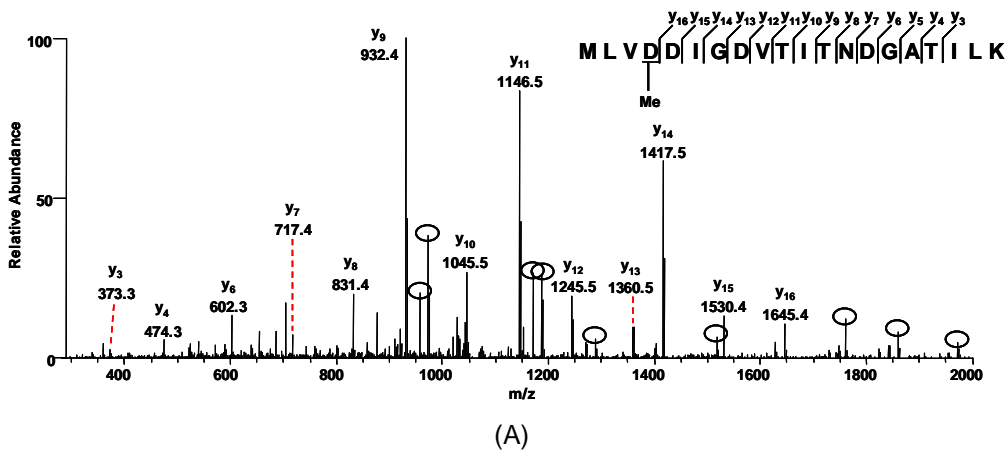 y16 y15 y14 y13 y12 y11 y10 y9 y8 y7 y6 y5 y4 y3
M L V D D I G D V T I T N D G A T I L K
Me
100
50
0
Relative Abundance
y9
932.4
y11
1146.5
y14
1417.5
y7
717.4
y10
1045.5
y3
373.3
y4
474.3
y6
602.3
y8
831.4
y12
1245.5
y13
1360.5
y15
1530.4
y16
1645.4
400 600 800 1000 1200 1400 1600 1800 2000
m/z
(A)